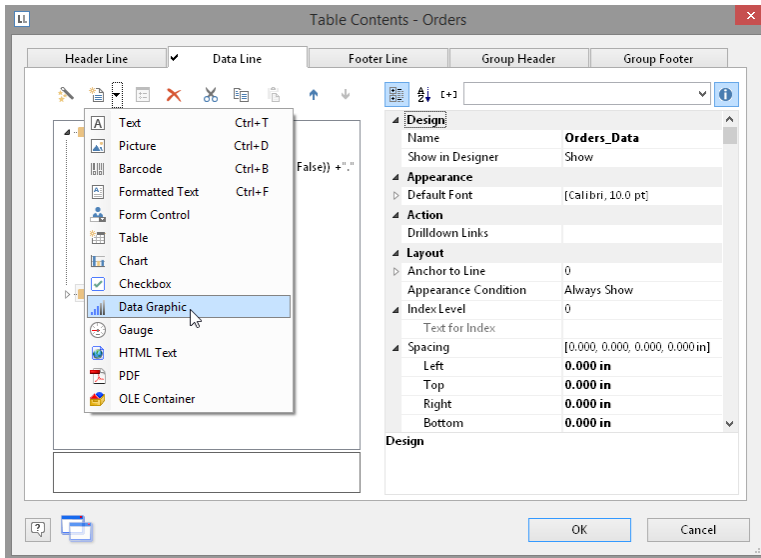 LL
Table Contents - Orders
Header Line
Data Line
Footer Line
Group Header
Group Footer
Text Ctrl+T
Picture Ctrl+D
Barcode Ctrl+B
Formatted Text Ctrl+F
Form Control
Table
Chart
Checkbox
Data Graphic
Gauge
HTML Text
PDF
OLE Container
False)) +"."
[+]
Design
Name Orders_Data
Show in Designer Show
Appearance
Default Font [Calibri, 10.0 pt]
Action
Drilldown Links
Layout
Anchor to Line 0
Appearance Condition Always Show
Index Level 0
Text for Index
Spacing [0.000, 0.000, 0.000, 0.000 in]
Left 0.000 in
Top 0.000 in
Right 0.000 in
Bottom 0.000 in
Design
OK
Cancel